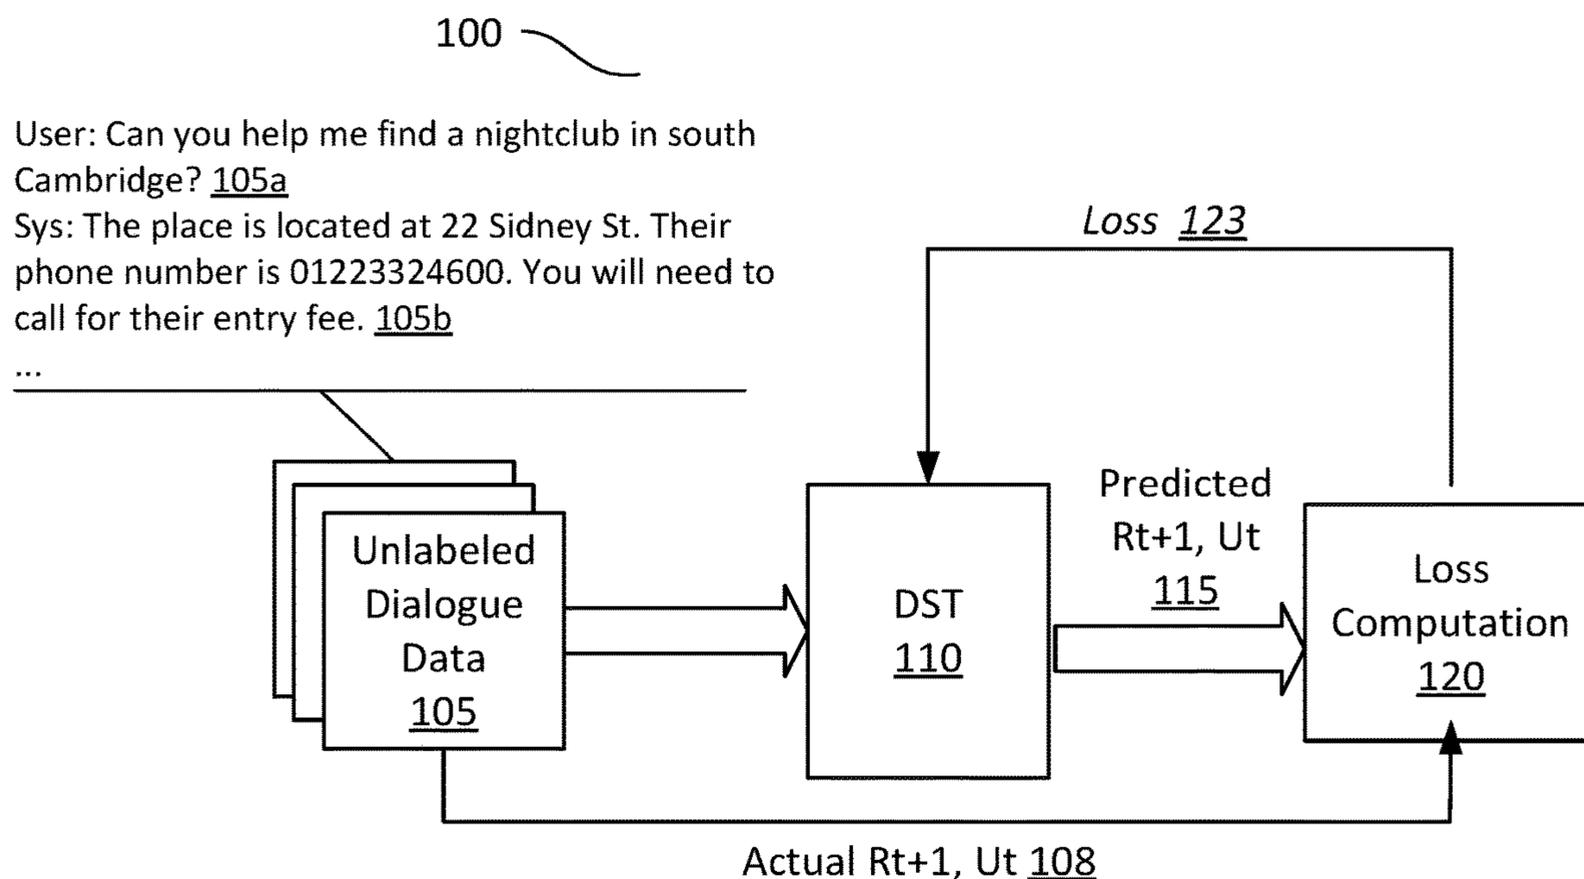 100
User: Can you help me find a nightclub in south
Cambridge? 105a
Sys: The place is located at 22 Sidney St. Their
phone number is 01223324600. You will need to
call for their entry fee. 105b
...
Loss 123
Unlabeled
Dialogue
Data
105
DST
110
Predicted
Rt+1, Ut
115
Loss
Computation
120
Actual Rt+1, Ut 108